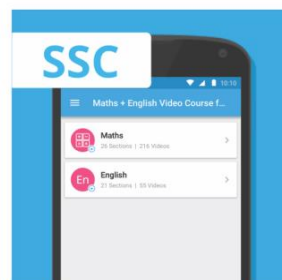 SSC
10:10
Maths + English Video Course f...
Maths
26 Sections | 216 Videos
En
English
21 Sections | 55 Videos